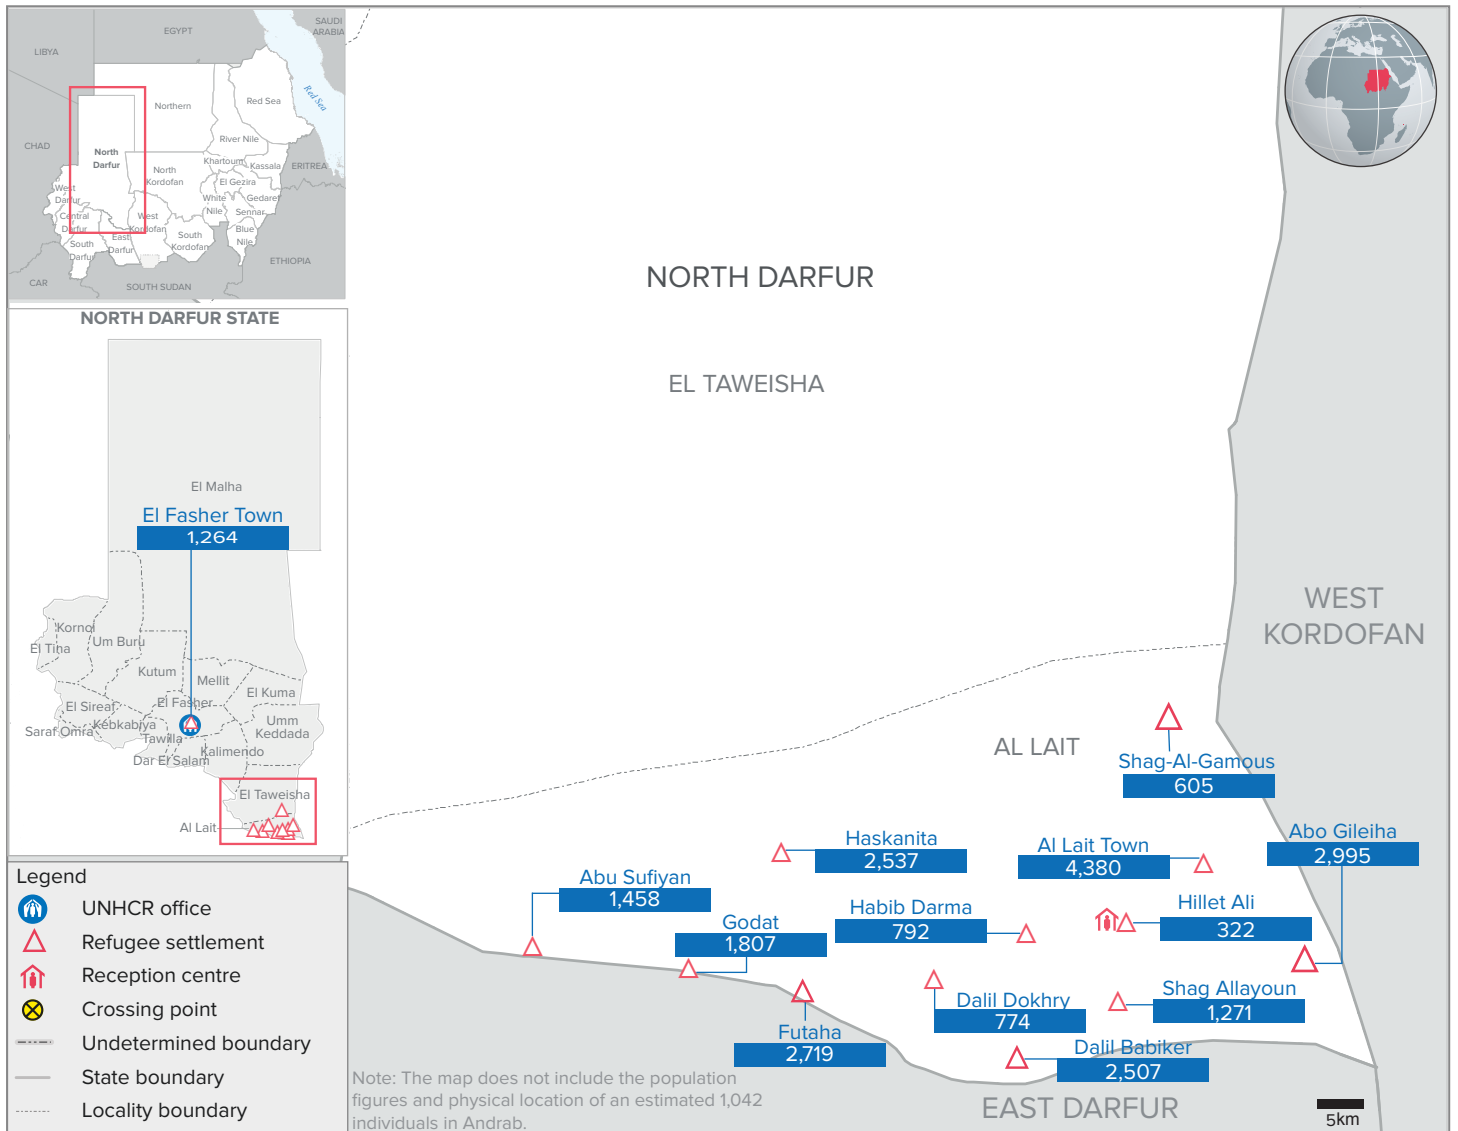 EGYPT
SAUDI
ARABIA
LIBYA
Red Sea
Northern
Red Sea
CHAD
North
Darfur
River Nile
Khartoum
Kassala
ERITREA
North
Kordofan
El Gezira
West
Darfur
White
Nile
Gedaref
Sennar
Central
Darfur
West
Kordofan
South
Kordofan
Blue
Nile
East
Darfur
South
Darfur
ETHIOPIA
CAR
SOUTH SUDAN
NORTH DARFUR STATE
El Malha
El Fasher Town
1,264
Kornoi
El Tina
Um Buru
Kutum
Mellit
El Kuma
El Sireaf
El Fasher
Saraf Omra
Kebkabiya
Tawilla
Umm
Keddada
Kalimendo
Dar El Salam
El Taweisha
Al Lait
Legend
UNHCR office
Refugee settlement
Reception centre
Crossing point
Undetermined boundary
State boundary
Locality boundary
NORTH DARFUR
EL TAWEISHA
WEST
KORDOFAN
AL LAIT
Shag-Al-Gamous
605
Haskanita
2,537
Al Lait Town
4,380
Abo Gileiha
2,995
Abu Sufiyan
1,458
Godat
1,807
Habib Darma
792
Hillet Ali
322
Dalil Dokhry
774
Shag Allayoun
1,271
Futaha
2,719
Dalil Babiker
2,507
EAST DARFUR
Note: The map does not include the population
figures and physical location of an estimated 1,042
individuals in Andrab.
5km